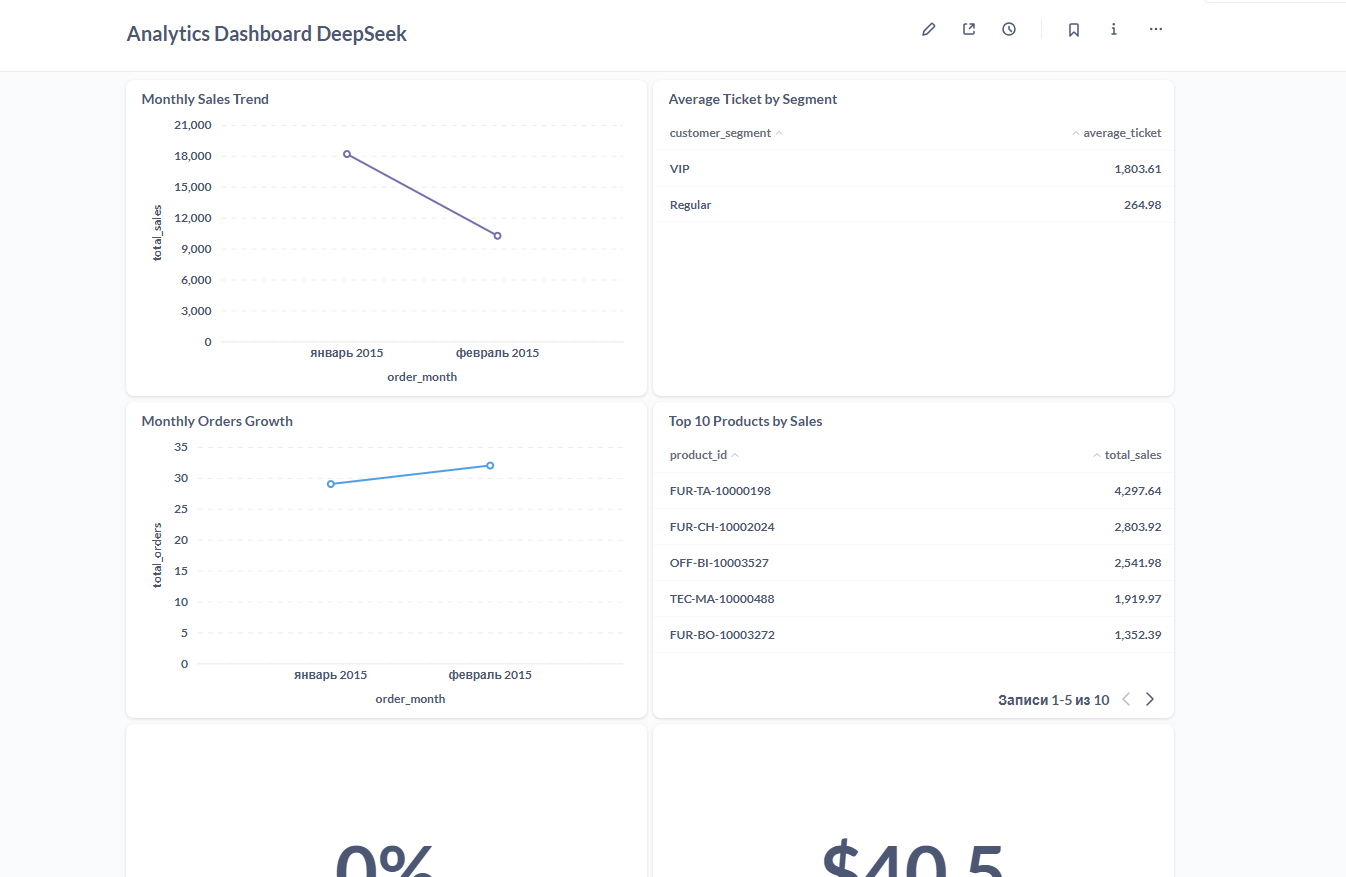 Analytics Dashboard DeepSeek
Monthly Sales Trend
21,000
18,000
15,000
12,000
9,000
6,000
3,000
0
total_sales
январь 2015 февраль 2015
order_month
Average Ticket by Segment
customer_segment average_ticket
VIP 1,803.61
Regular 264.98
Monthly Orders Growth
35
30
25
20
15
10
5
0
total_orders
январь 2015 февраль 2015
order_month
Top 10 Products by Sales
product_id total_sales
FUR-TA-10000198 4,297.64
FUR-CH-10002024 2,803.92
OFF-BI-10003527 2,541.98
TEC-MA-10000488 1,919.97
FUR-BO-10003272 1,352.39
Записи 1-5 из 10
0%
$40.5